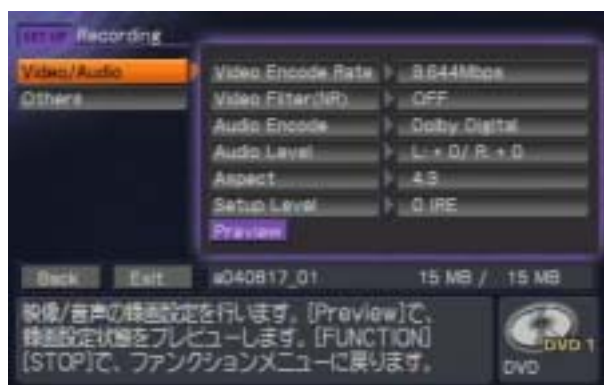 SETUP Recording
Video/Audio
Others
Video Encode Rate
Video Filter(NR) OFF
Audio Encode Dolby Digital
Audio Level L: + 0/ R: + 0
Aspect 4:3
Setup Level 0 IRE
Preview
Back Exit a040817_01 15 MB / 15 MB
映像/音声の録画設定を行います。[Preview]で、
録画設定状態をプレビューします。[FUNCTION]
[STOP]で、ファンクションメニューに戻ります。
DVD 1
DVD